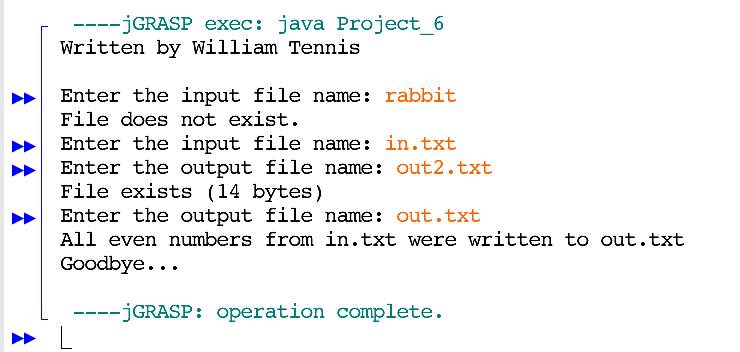 ----jGRASP exec: java Project_6
Written by William Tennis
Enter the input file name: rabbit
File does not exist.
Enter the input file name: in.txt
Enter the output file name: out2.txt
File exists (14 bytes)
Enter the output file name: out.txt
All even numbers from in.txt were written to out.txt
Goodbye...
----jGRASP: operation complete.